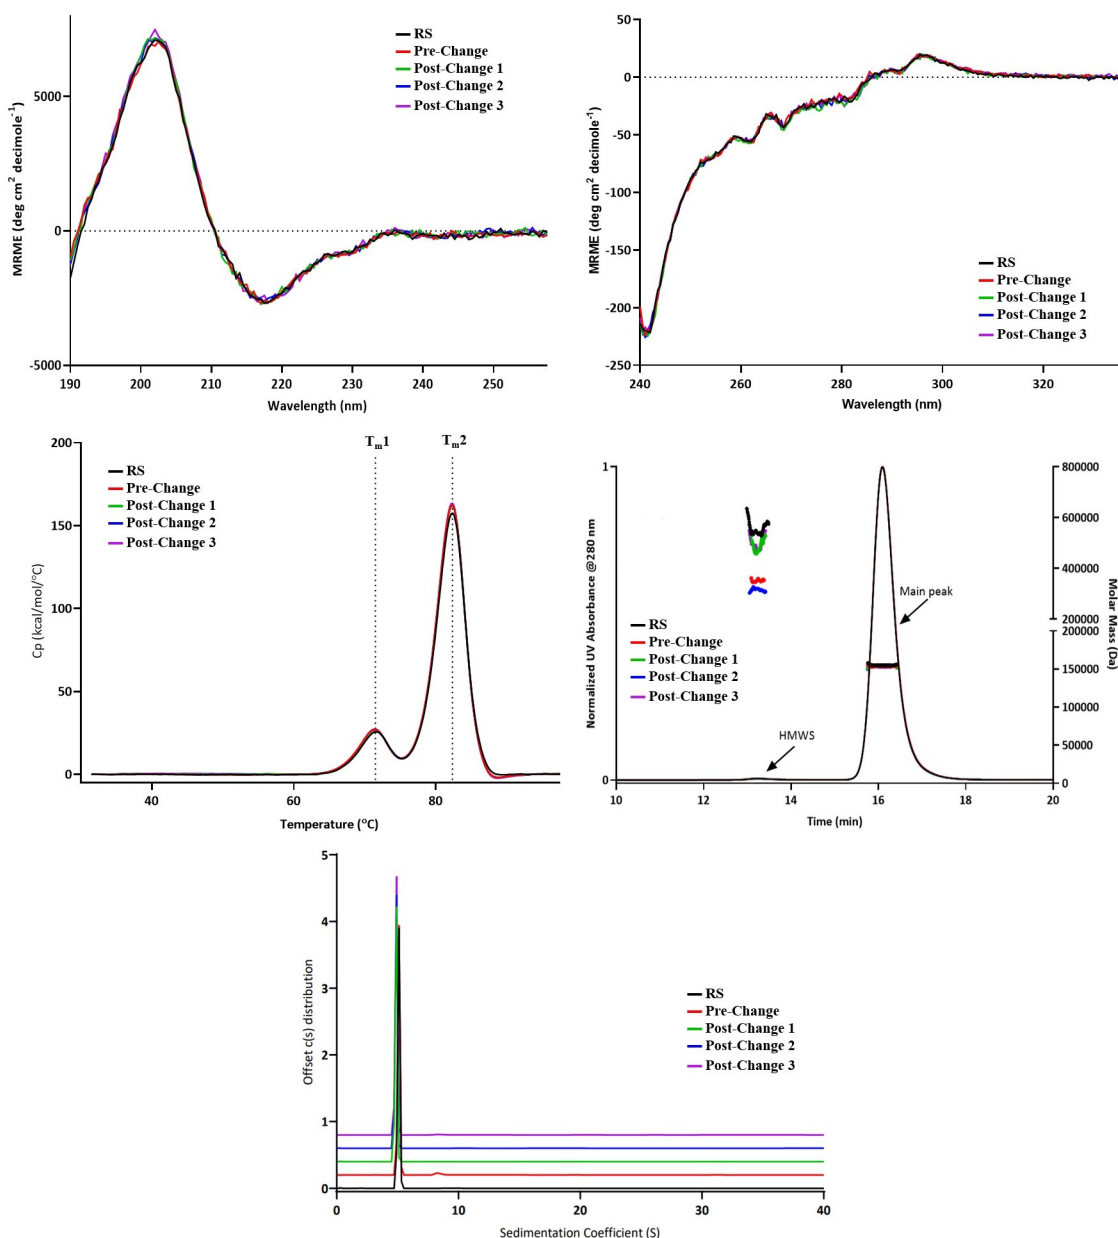 RS
Pre-Change
Post-Change 1
Post-Change 2
Post-Change 3
5000
0
-5000
MRME (deg cm² decimole⁻¹)
190 200 210 220 230 240 250
Wavelength (nm)
50
0
-50
-100
-150
-200
-250
MRME (deg cm² decimole⁻¹)
RS
Pre-Change
Post-Change 1
Post-Change 2
Post-Change 3
240 260 280 300 320
Wavelength (nm)
Tₘ1 Tₘ2
200
150
100
50
0
Cp (kcal/mol/°C)
RS
Pre-Change
Post-Change 1
Post-Change 2
Post-Change 3
40 60 80
Temperature (°C)
1
0
Normalized UV Absorbance @280 nm
RS
Pre-Change
Post-Change 1
Post-Change 2
Post-Change 3
HMWS
Main peak
800000
600000
400000
200000
200000
150000
100000
50000
0
Molar Mass (Da)
10 12 14 16 18 20
Time (min)
5
4
3
2
1
0
Offset c(s) distribution
RS
Pre-Change
Post-Change 1
Post-Change 2
Post-Change 3
0 10 20 30 40
Sedimentation Coefficient (S)